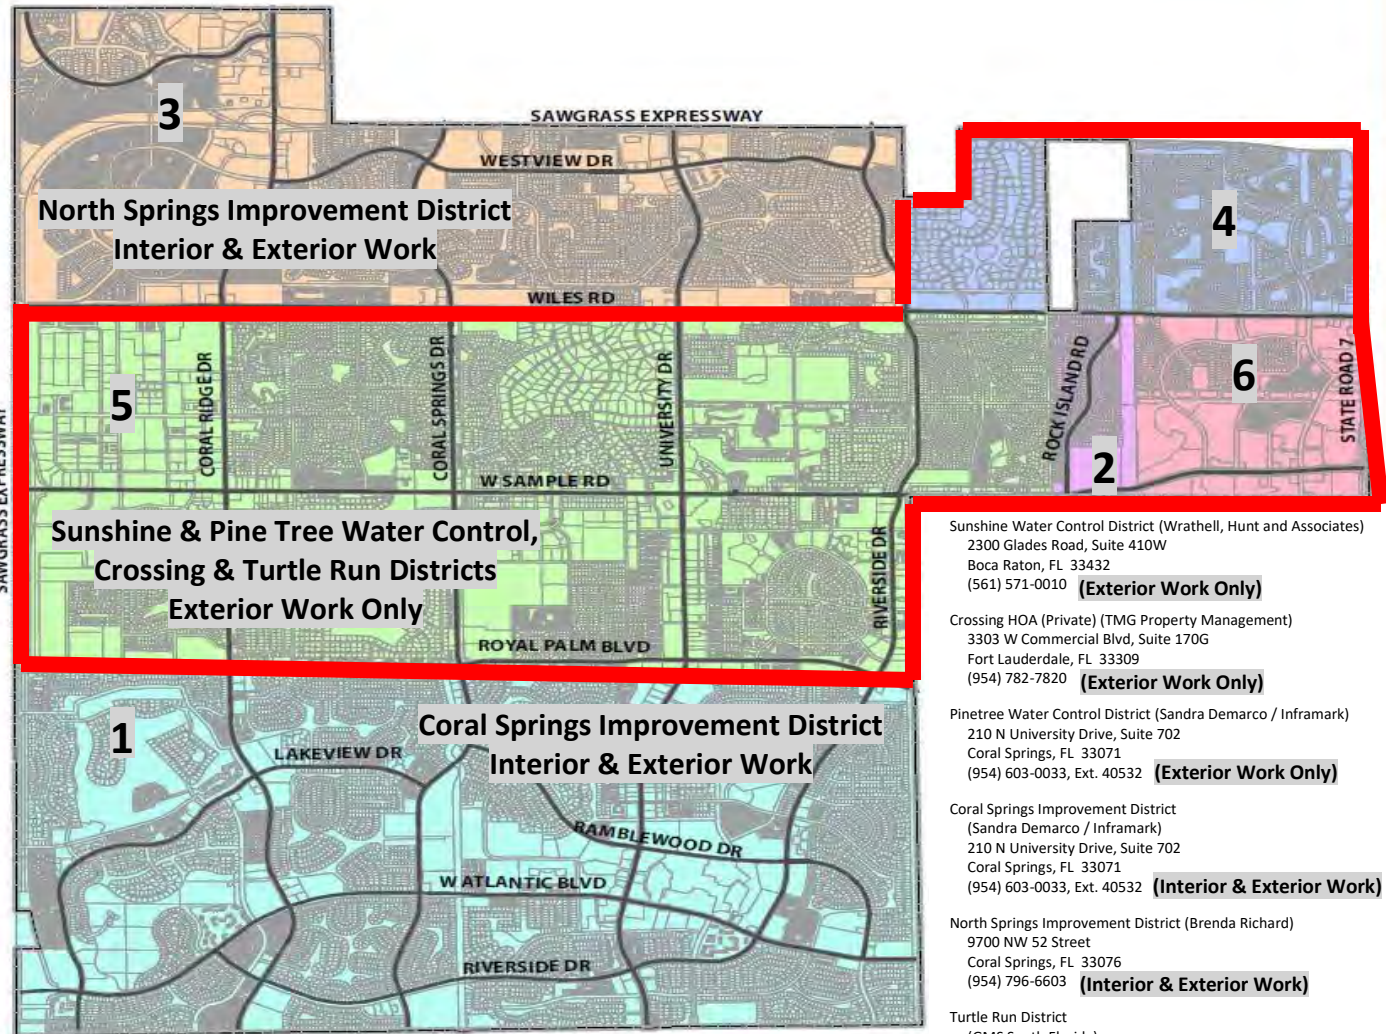 SAWGRASS EXPRESSWAY
3
WESTVIEW DR
North Springs Improvement District
Interior & Exterior Work
4
WILES RD
SAWGRASS EXPRESSWAY
5
CORAL RIDGE DR
CORAL SPRINGS DR
UNIVERSITY DR
ROCK ISLAND RD
6
STATE ROAD 7
2
W SAMPLE RD
Sunshine & Pine Tree Water Control,
Crossing & Turtle Run Districts
Exterior Work Only
RIVERSIDE DR
ROYAL PALM BLVD
1
Coral Springs Improvement District
Interior & Exterior Work
LAKEVIEW DR
RAMBLEWOOD DR
W ATLANTIC BLVD
RIVERSIDE DR
Sunshine Water Control District (Wrathell, Hunt and Associates)
2300 Glades Road, Suite 410W
Boca Raton, FL 33432
(561) 571-0010 (Exterior Work Only)
Crossing HOA (Private) (TMG Property Management)
3303 W Commercial Blvd, Suite 170G
Fort Lauderdale, FL 33309
(954) 782-7820 (Exterior Work Only)
Pinetree Water Control District (Sandra Demarco / Inframark)
210 N University Drive, Suite 702
Coral Springs, FL 33071
(954) 603-0033, Ext. 40532 (Exterior Work Only)
Coral Springs Improvement District
(Sandra Demarco / Inframark)
210 N University Drive, Suite 702
Coral Springs, FL 33071
(954) 603-0033, Ext. 40532 (Interior & Exterior Work)
North Springs Improvement District (Brenda Richard)
9700 NW 52 Street
Coral Springs, FL 33076
(954) 796-6603 (Interior & Exterior Work)
Turtle Run District
(GMS South Florida)